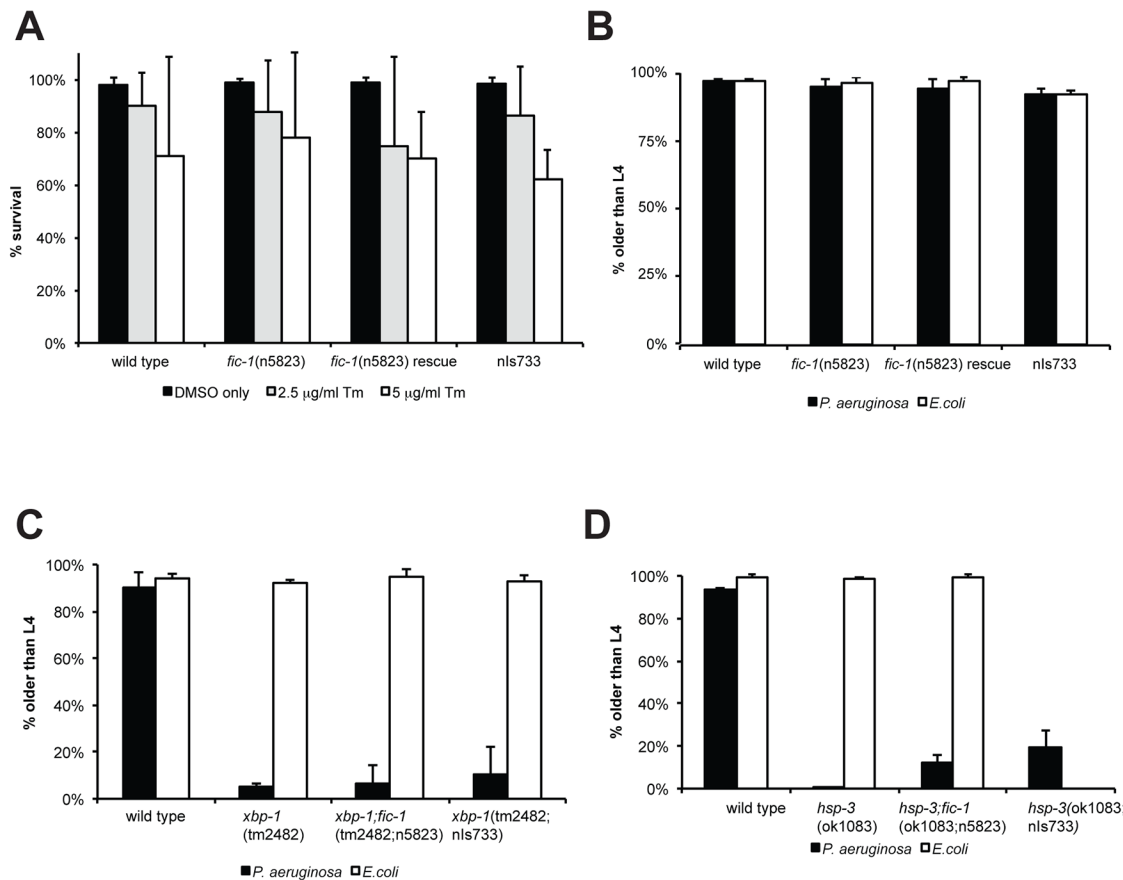 A
% survival
100%
80%
60%
40%
20%
0%
wild type
fic-1(n5823)
fic-1(n5823) rescue
nIs733
DMSO only
2.5 µg/ml Tm
5 µg/ml Tm
B
% older than L4
100%
75%
50%
25%
0%
wild type
fic-1(n5823)
fic-1(n5823) rescue
nIs733
P. aeruginosa
E.coli
C
% older than L4
100%
80%
60%
40%
20%
0%
wild type
xbp-1
(tm2482)
xbp-1;fic-1
(tm2482;n5823)
xbp-1(tm2482;
nIs733)
P. aeruginosa
E.coli
D
% older than L4
100%
80%
60%
40%
20%
0%
wild type
hsp-3
(ok1083)
hsp-3;fic-1
(ok1083;n5823)
hsp-3(ok1083;
nIs733)
P. aeruginosa
E.coli